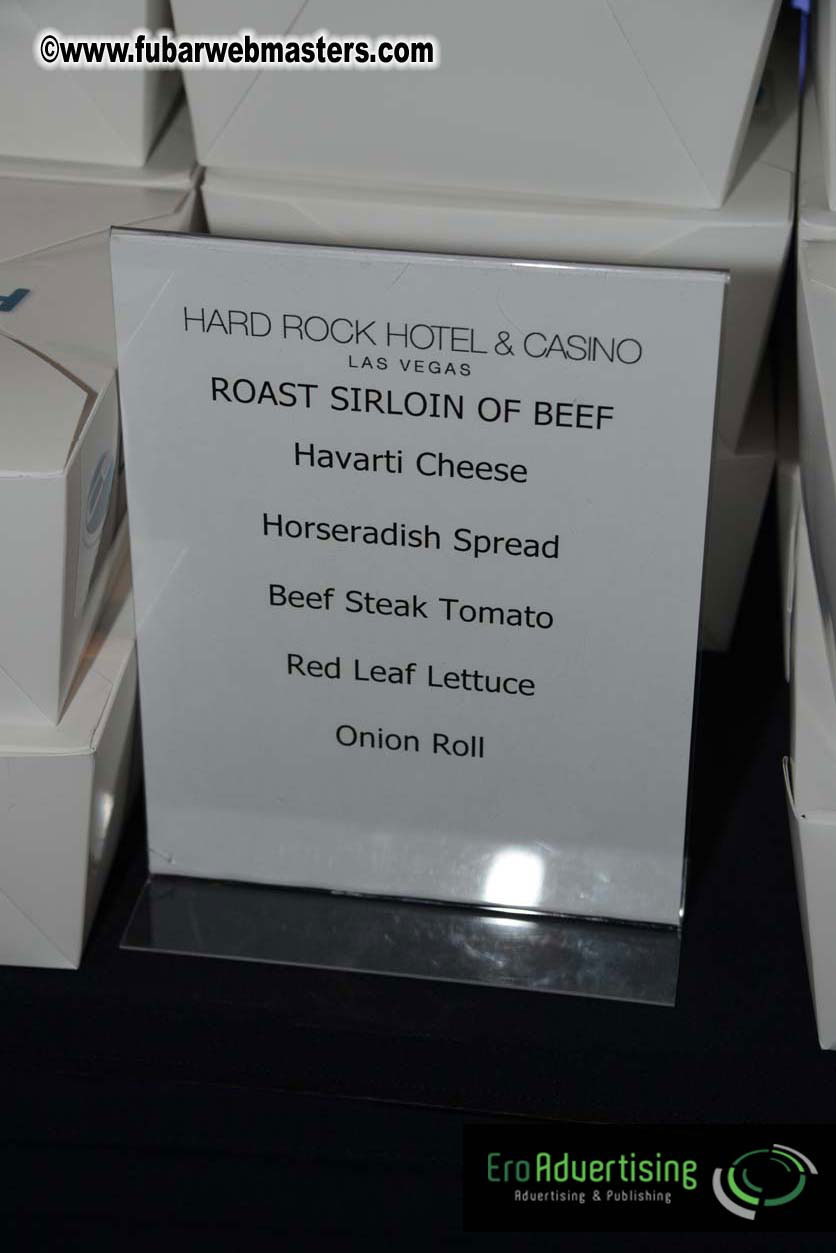 ©www.fubarwebmasters.com
HARD ROCK HOTEL & CASINO
LAS VEGAS
ROAST SIRLOIN OF BEEF
Havarti Cheese
Horseradish Spread
Beef Steak Tomato
Red Leaf Lettuce
Onion Roll
EroAdvertising
Advertising & Publishing